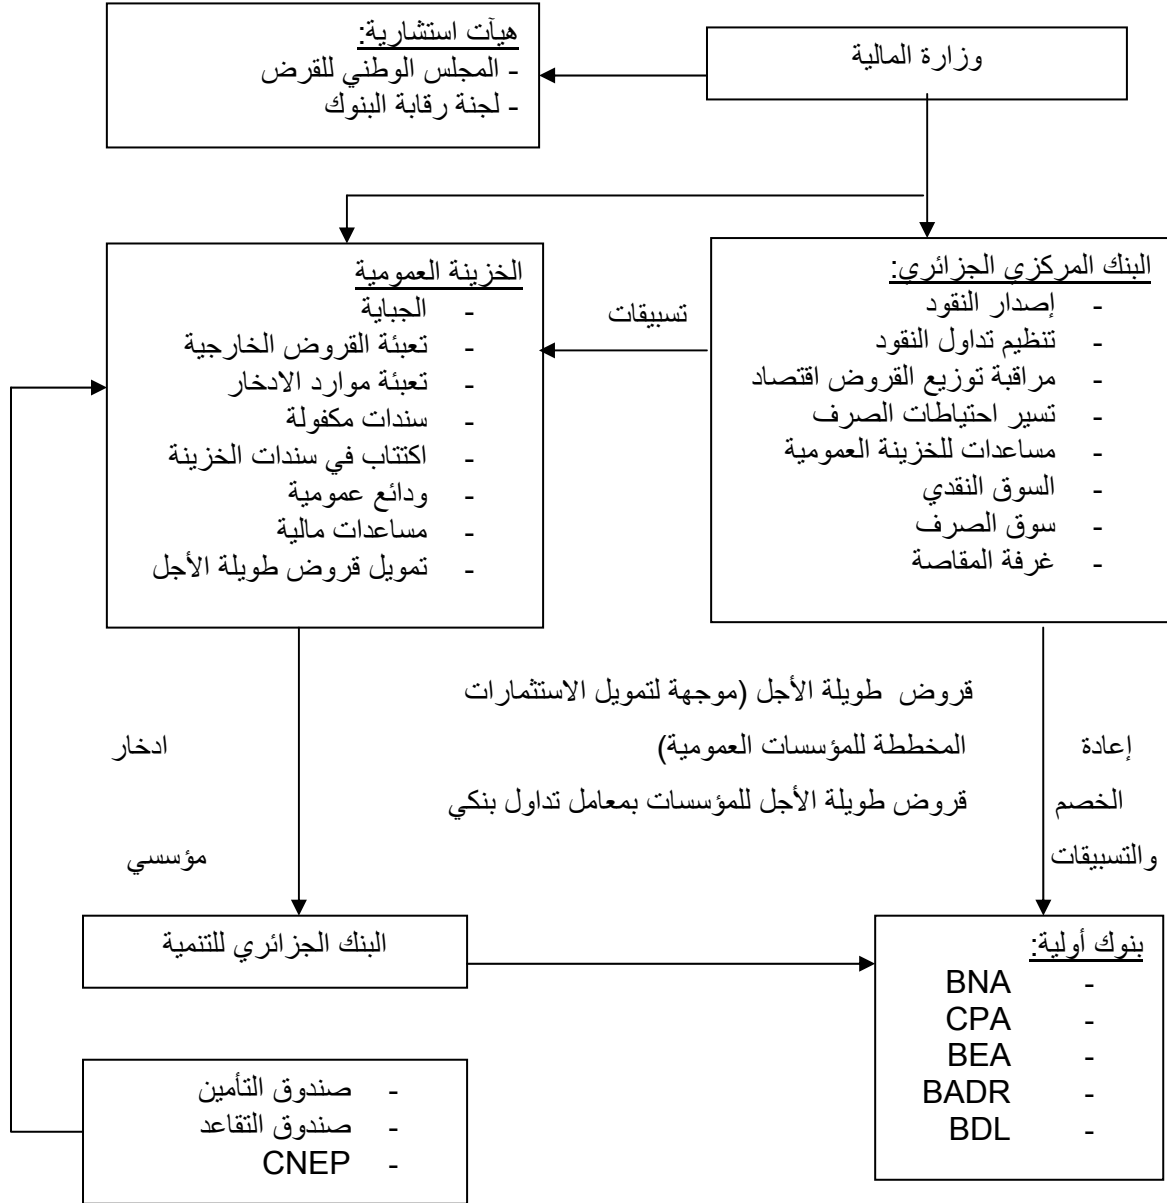 وزارة المالية
هيآت استشارية:
- المجلس الوطني للقرض
- لجنة رقابة البنوك
البنك المركزي الجزائري:
- إصدار النقود
- تنظيم تداول النقود
- مراقبة توزيع القروض اقتصاد
- تسير احتياطات الصرف
- مساعدات للخزينة العمومية
- السوق النقدي
- سوق الصرف
- غرفة المقاصة
تسبيقات
الخزينة العمومية
- الجباية
- تعبئة القروض الخارجية
- تعبئة موارد الادخار
- سندات مكفولة
- اكتتاب في سندات الخزينة
- ودائع عمومية
- مساعدات مالية
- تمويل قروض طويلة الأجل
إعادة
الخصم
والتسبيقات
قروض طويلة الأجل (موجهة لتمويل الاستثمارات
المخططة للمؤسسات العمومية)
قروض طويلة الأجل للمؤسسات بمعامل تداول بنكي
ادخار
مؤسسي
بنوك أولية:
- BNA
- CPA
- BEA
- BADR
- BDL
البنك الجزائري للتنمية
- صندوق التأمين
- صندوق التقاعد
- CNEP